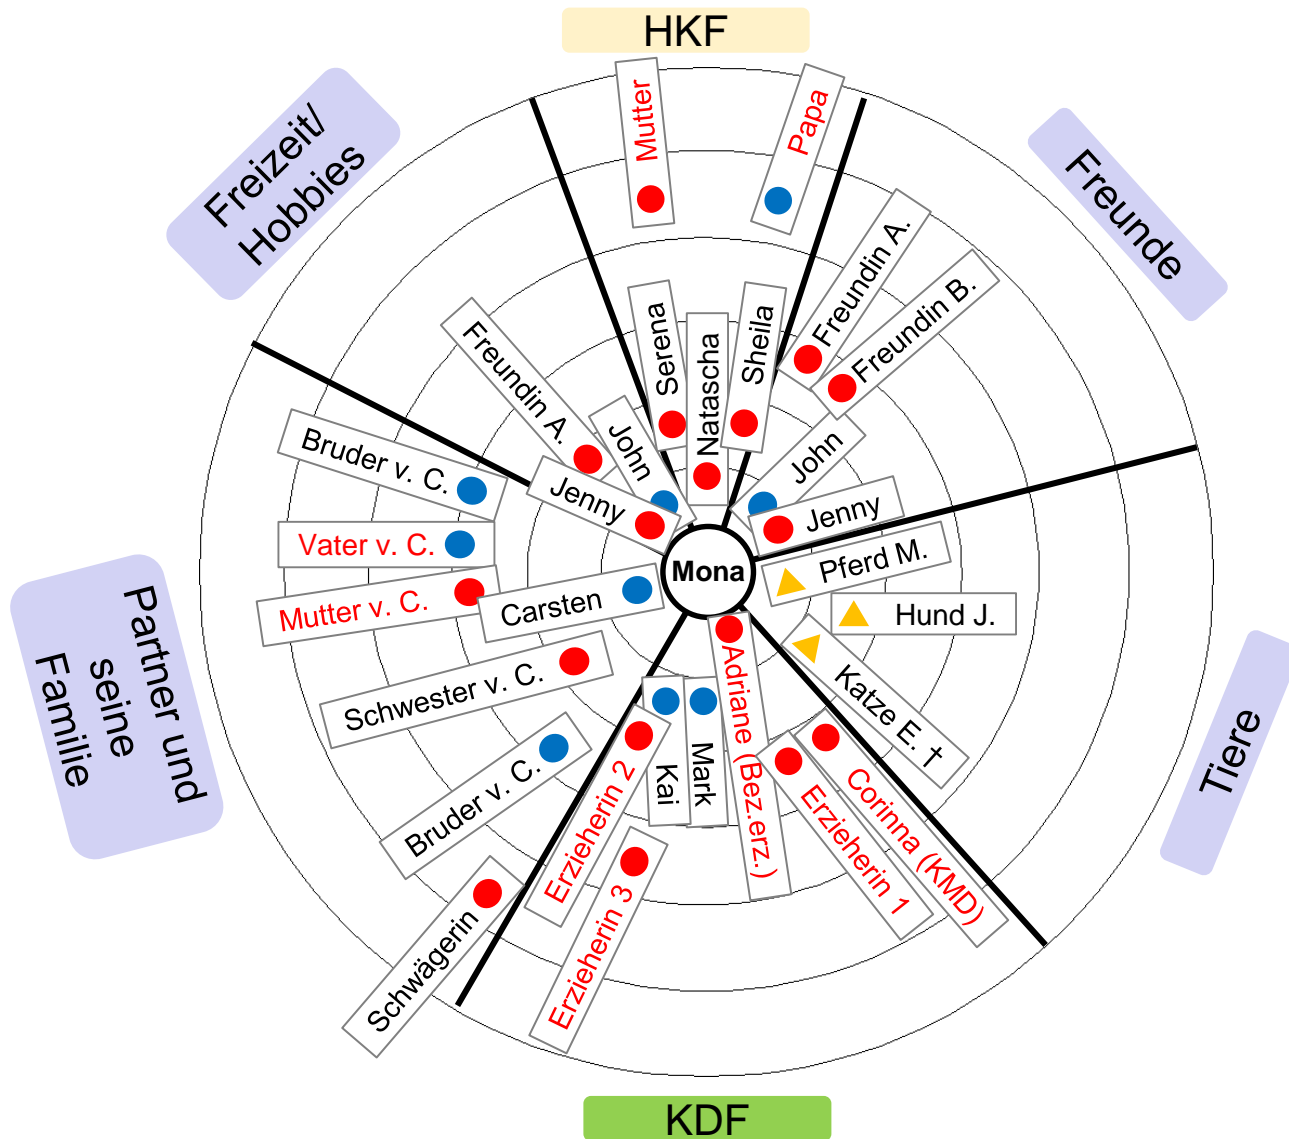 HKF
Freizeit/
Hobbies
Freunde
Mutter
Papa
Serena
Natascha
Sheila
Freundin A.
Freundin B.
John
Jenny
Freundin A.
John
Jenny
Bruder v. C.
Vater v. C.
Mutter v. C.
Carsten
Schwester v. C.
Bruder v. C.
Schwägerin
Partner und
seine
Familie
Mona
Pferd M.
Hund J.
Katze E. †
Tiere
Adriane (Bez.erz.)
Corinna (KMD)
Erzieherin 1
Mark
Kai
Erzieherin 2
Erzieherin 3
KDF